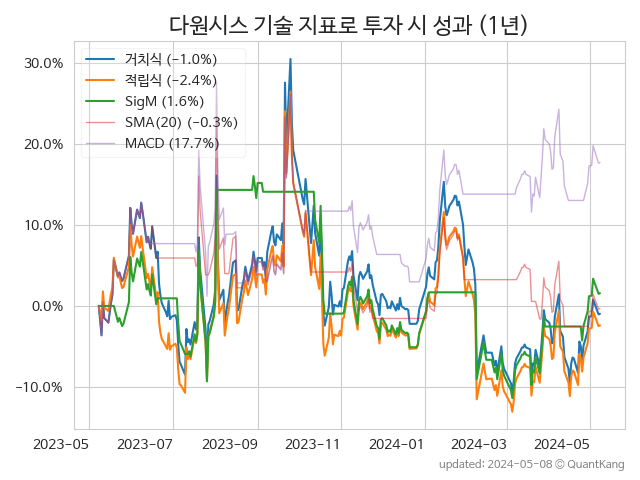 다윈시스 기술 지표로 투자 시 성과 (1년)
30.0%
20.0%
10.0%
0.0%
−10.0%
거치식 (−1.0%)
적립식 (−2.4%)
SigM (1.6%)
SMA(20) (−0.3%)
MACD (17.7%)
2023-05
2023-07
2023-09
2023-11
2024-01
2024-03
2024-05
updated: 2024-05-08 © QuantKang